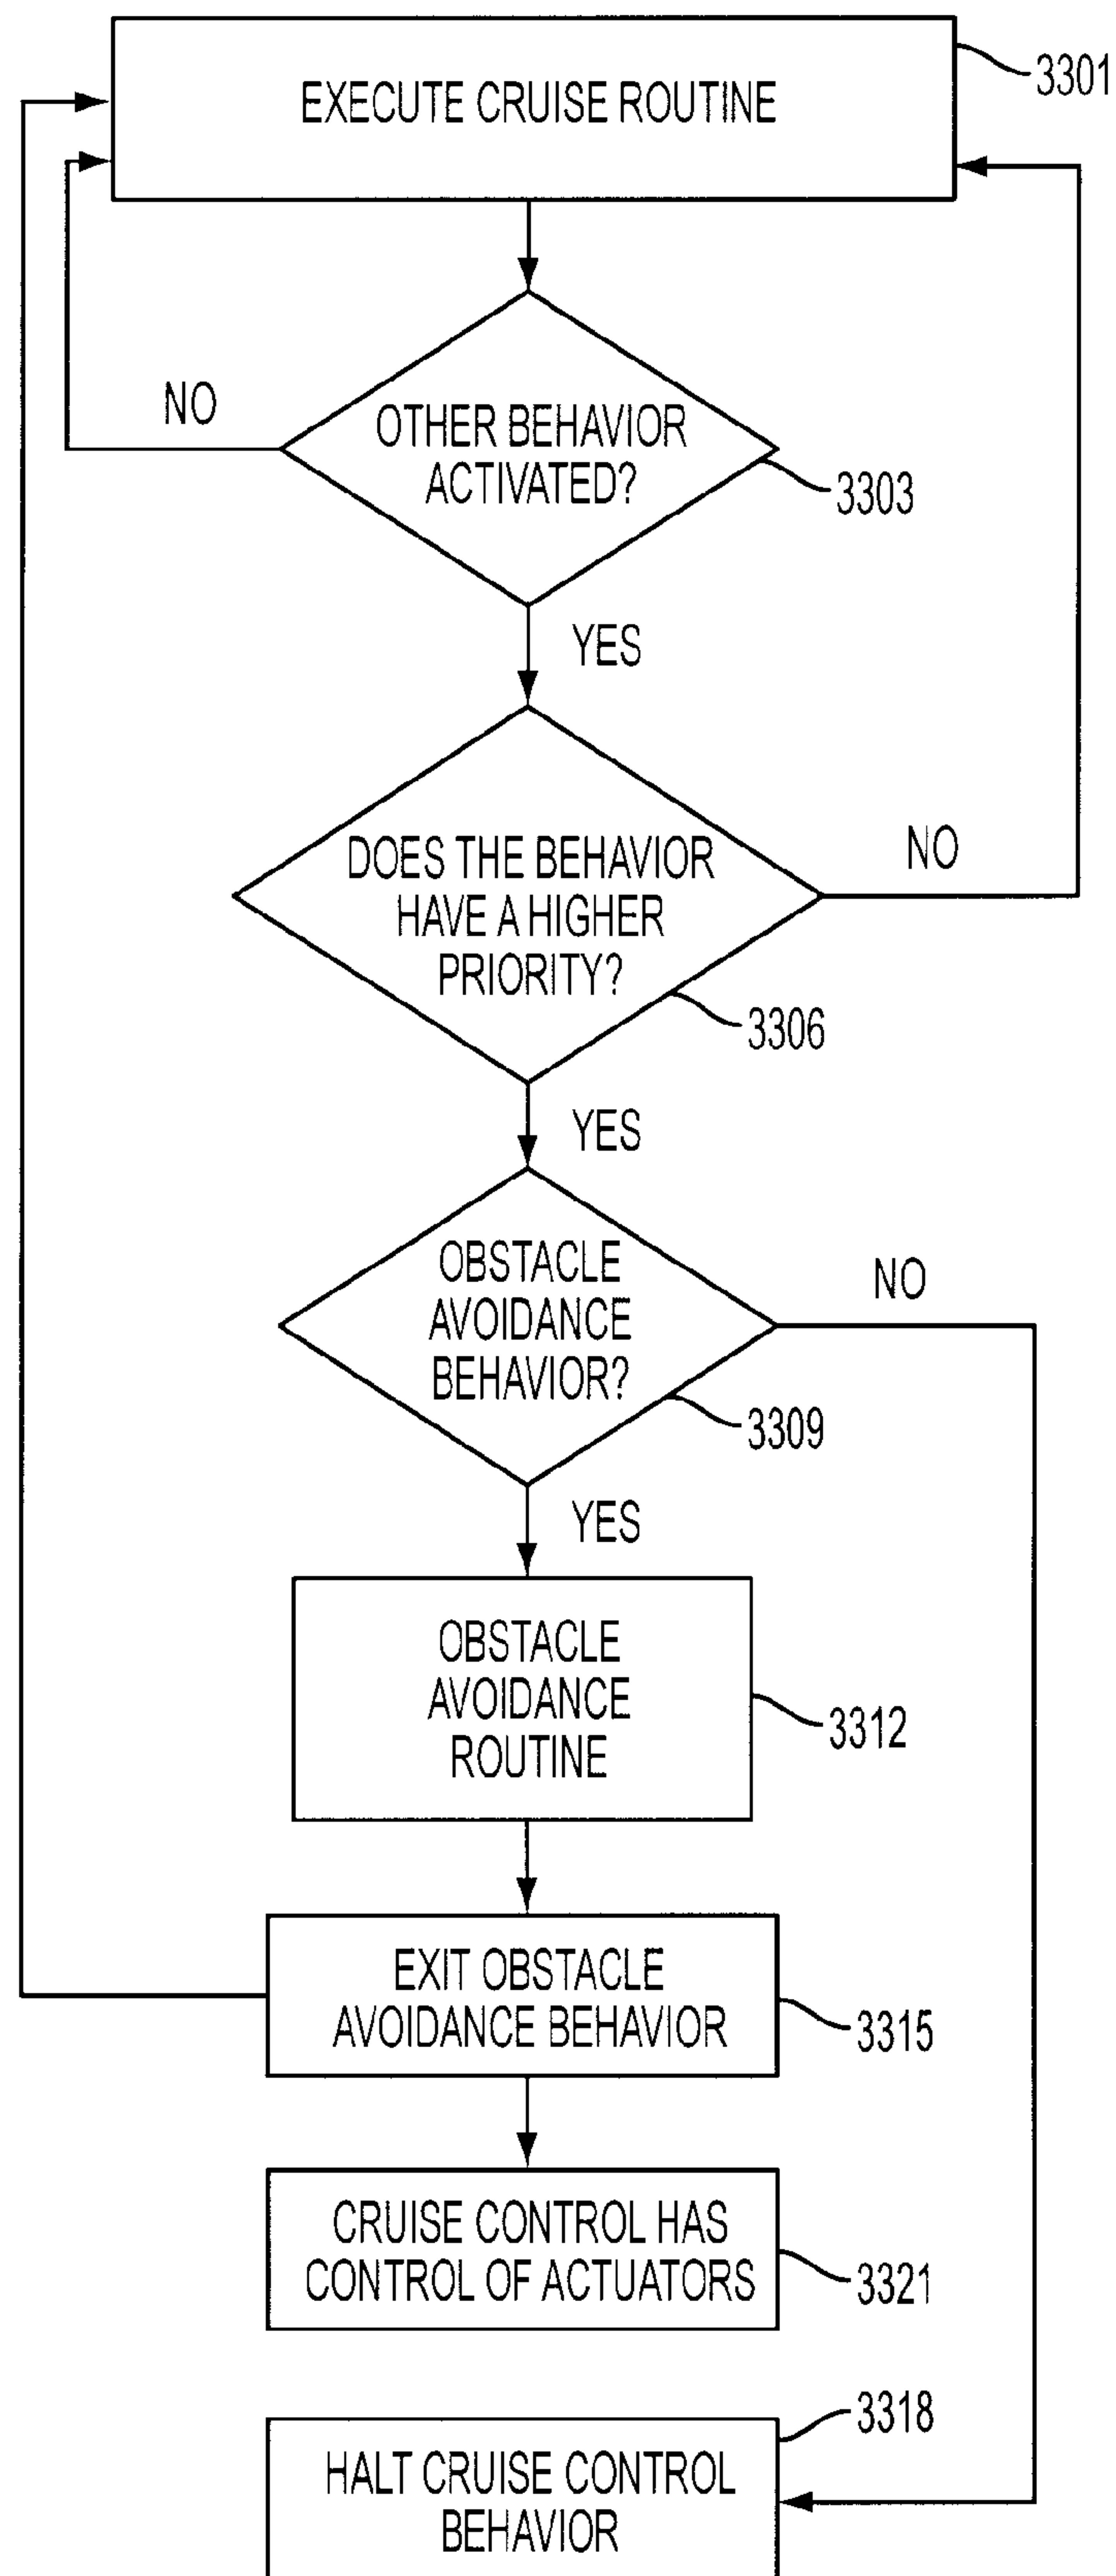 EXECUTE CRUISE ROUTINE
3301
NO
OTHER BEHAVIOR
ACTIVATED?
3303
YES
DOES THE BEHAVIOR
HAVE A HIGHER
PRIORITY?
NO
3306
YES
OBSTACLE
AVOIDANCE
BEHAVIOR?
NO
3309
YES
OBSTACLE
AVOIDANCE
ROUTINE
3312
EXIT OBSTACLE
AVOIDANCE BEHAVIOR
3315
CRUISE CONTROL HAS
CONTROL OF ACTUATORS
3321
3318
HALT CRUISE CONTROL
BEHAVIOR